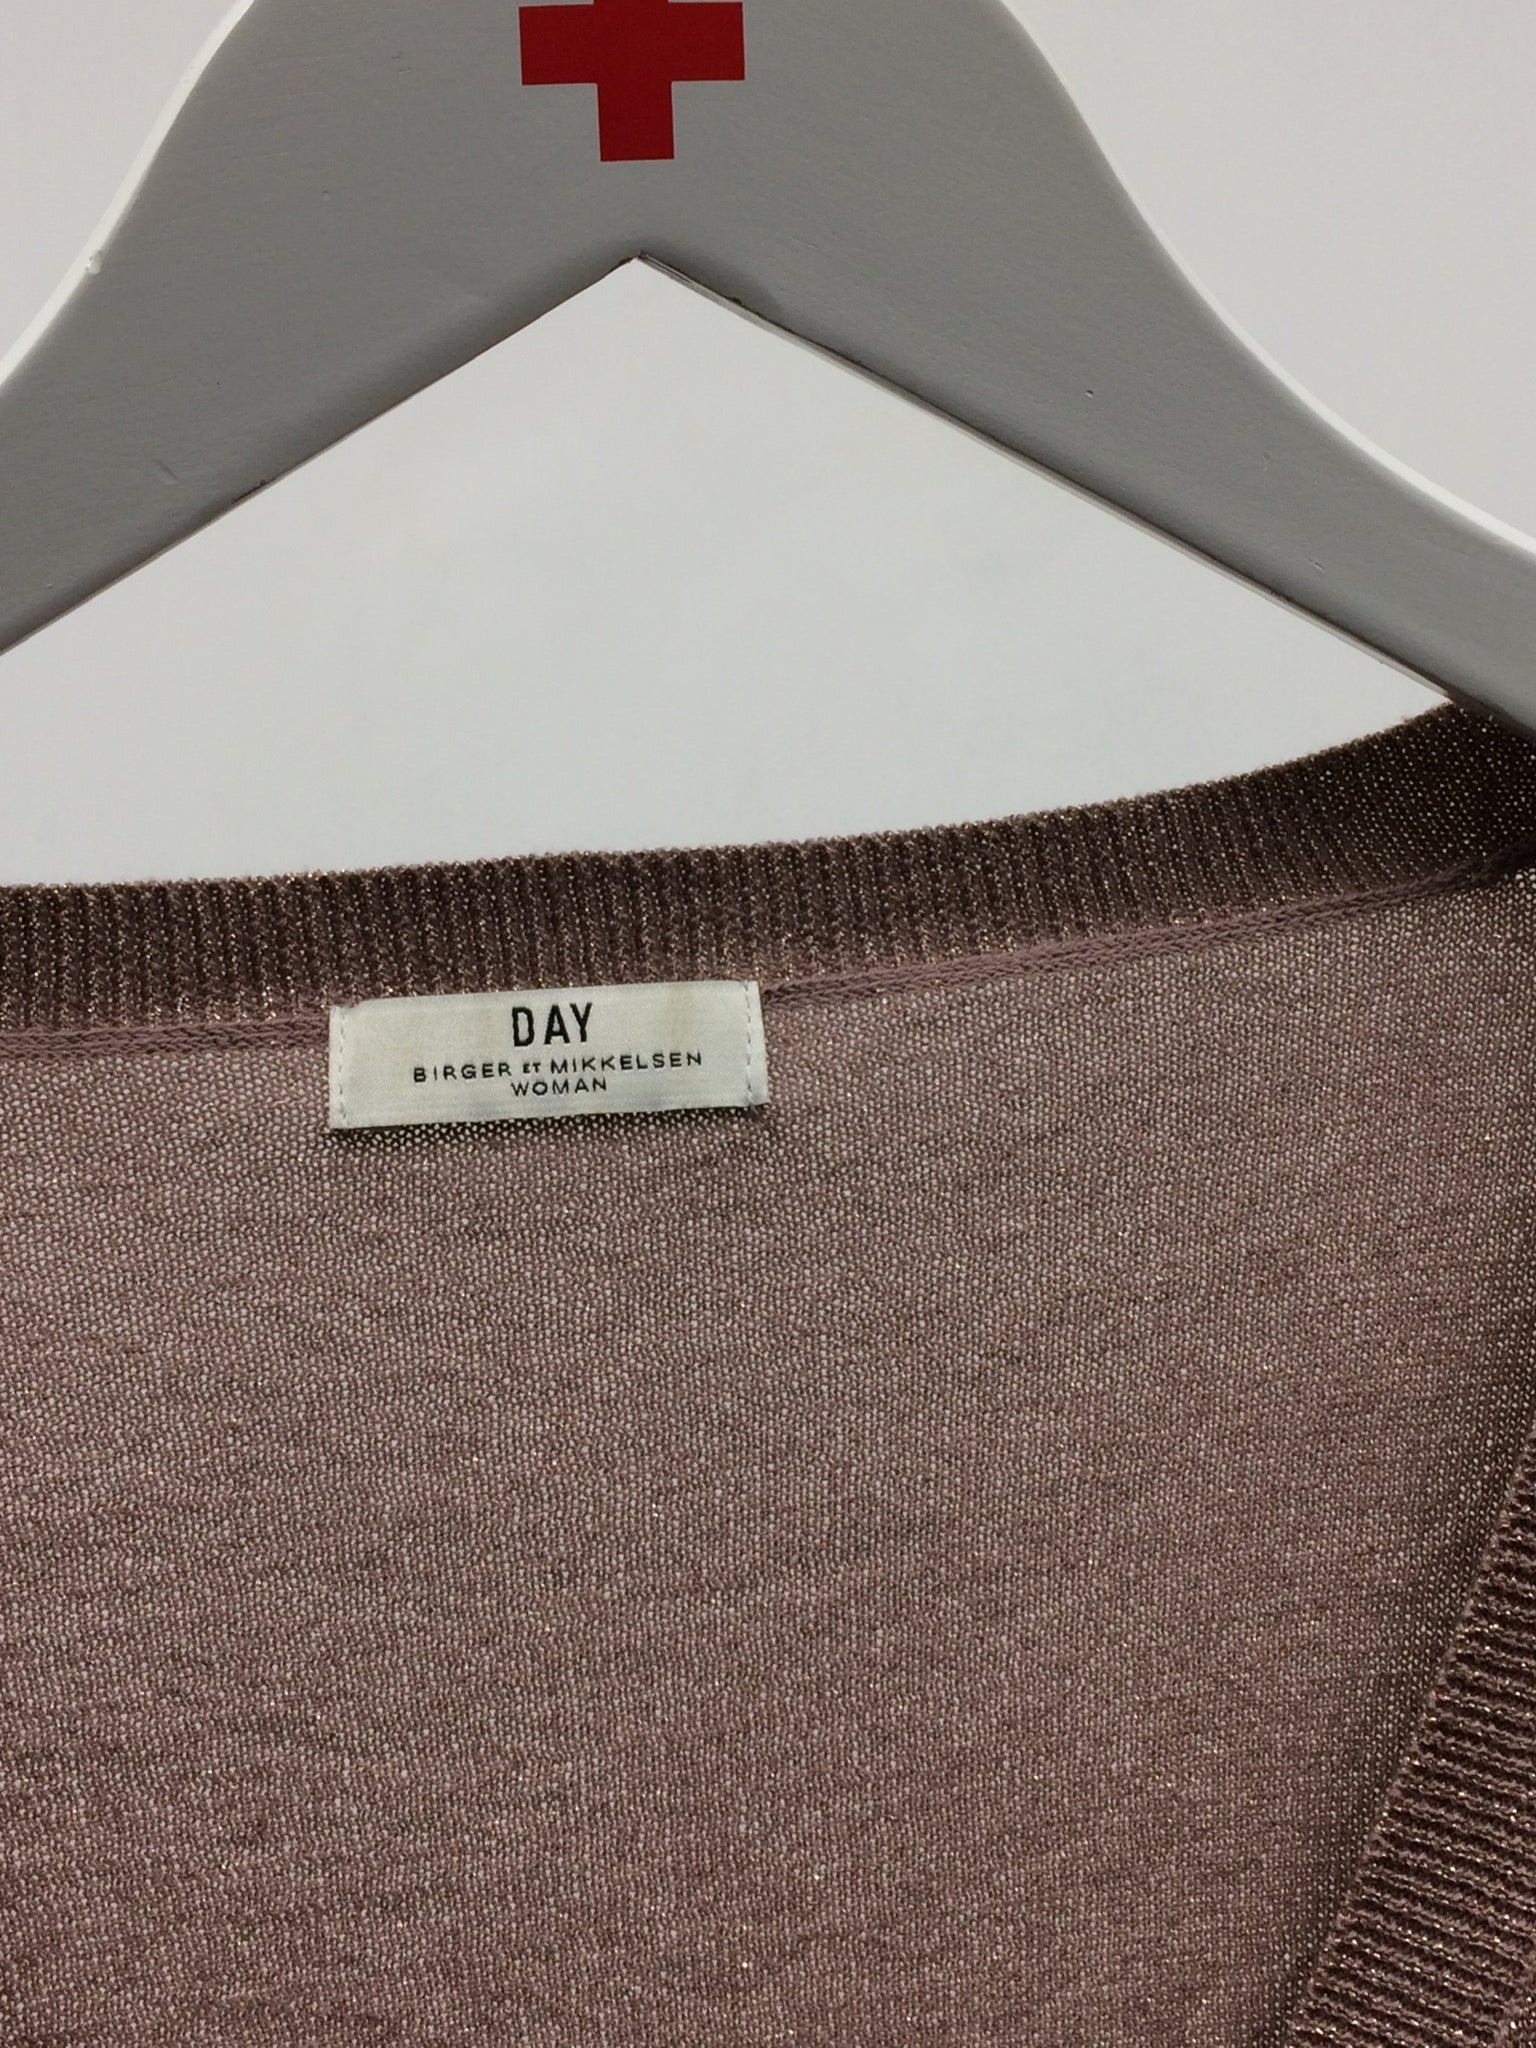 DAY
BIRGER ET MIKKELSEN
WOMAN